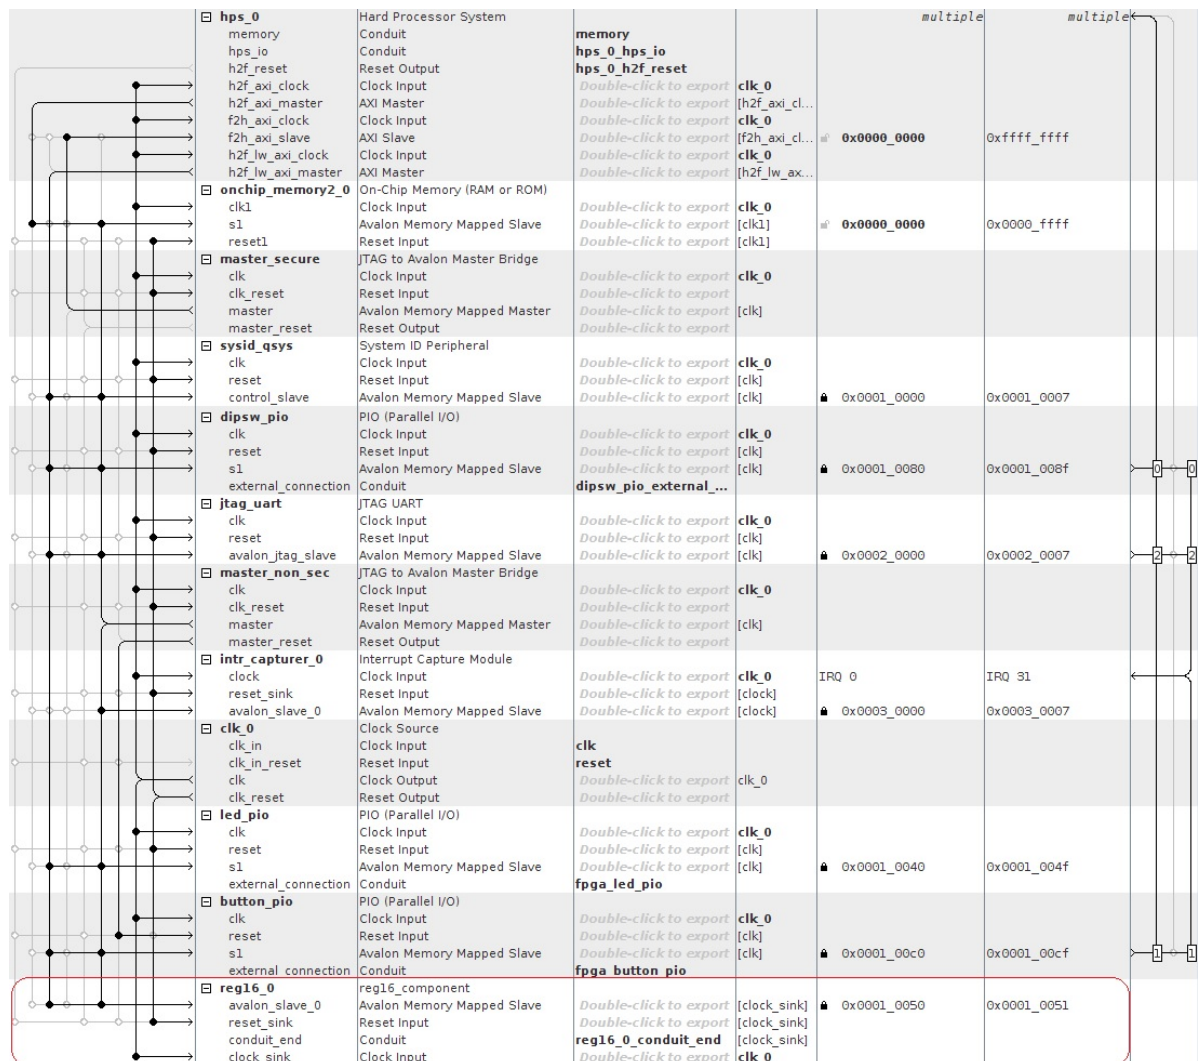 hps_0 Hard Processor System multiple multiple
memory Conduit memory
hps_io Conduit hps_0_hps_io
h2f_reset Reset Output hps_0_h2f_reset
h2f_axi_clock Clock Input Double-click to export clk_0
h2f_axi_master AXI Master Double-click to export [h2f_axi_cl...
f2h_axi_clock Clock Input Double-click to export clk_0
f2h_axi_slave AXI Slave Double-click to export [f2h_axi_cl... 0x0000_0000 0xffff_ffff
h2f_lw_axi_clock Clock Input Double-click to export clk_0
h2f_lw_axi_master AXI Master Double-click to export [h2f_lw_ax...
onchip_memory2_0 On-Chip Memory (RAM or ROM)
clk1 Clock Input Double-click to export clk_0
s1 Avalon Memory Mapped Slave Double-click to export [clk1] 0x0000_0000 0x0000_ffff
reset1 Reset Input Double-click to export [clk1]
master_secure JTAG to Avalon Master Bridge
clk Clock Input Double-click to export clk_0
clk_reset Reset Input Double-click to export
master Avalon Memory Mapped Master Double-click to export [clk]
master_reset Reset Output Double-click to export
sysid_qsys System ID Peripheral
clk Clock Input Double-click to export clk_0
reset Reset Input Double-click to export [clk]
control_slave Avalon Memory Mapped Slave Double-click to export [clk] 0x0001_0000 0x0001_0007
dipsw_pio PIO (Parallel I/O)
clk Clock Input Double-click to export clk_0
reset Reset Input Double-click to export [clk]
s1 Avalon Memory Mapped Slave Double-click to export [clk] 0x0001_0080 0x0001_008f 0 0
external_connection Conduit dipsw_pio_external_...
jtag_uart JTAG UART
clk Clock Input Double-click to export clk_0
reset Reset Input Double-click to export [clk]
avalon_jtag_slave Avalon Memory Mapped Slave Double-click to export [clk] 0x0002_0000 0x0002_0007 2 2
master_non_sec JTAG to Avalon Master Bridge
clk Clock Input Double-click to export clk_0
clk_reset Reset Input Double-click to export
master Avalon Memory Mapped Master Double-click to export [clk]
master_reset Reset Output Double-click to export
intr_capturer_0 Interrupt Capture Module
clock Clock Input Double-click to export clk_0 IRQ 0 IRQ 31
reset_sink Reset Input Double-click to export [clock]
avalon_slave_0 Avalon Memory Mapped Slave Double-click to export [clock] 0x0003_0000 0x0003_0007
clk_0 Clock Source
clk_in Clock Input clk
clk_in_reset Reset Input reset
clk Clock Output Double-click to export clk_0
clk_reset Reset Output Double-click to export
led_pio PIO (Parallel I/O)
clk Clock Input Double-click to export clk_0
reset Reset Input Double-click to export [clk]
s1 Avalon Memory Mapped Slave Double-click to export [clk] 0x0001_0040 0x0001_004f
external_connection Conduit fpga_led_pio
button_pio PIO (Parallel I/O)
clk Clock Input Double-click to export clk_0
reset Reset Input Double-click to export [clk]
s1 Avalon Memory Mapped Slave Double-click to export [clk] 0x0001_00c0 0x0001_00cf 1 1
external_connection Conduit fpga_button_pio
reg16_0 reg16_component
avalon_slave_0 Avalon Memory Mapped Slave Double-click to export [clock_sink] 0x0001_0050 0x0001_0051
reset_sink Reset Input Double-click to export [clock_sink]
conduit_end Conduit reg16_0_conduit_end [clock_sink]
clock_sink Clock Input Double-click to export clk_0